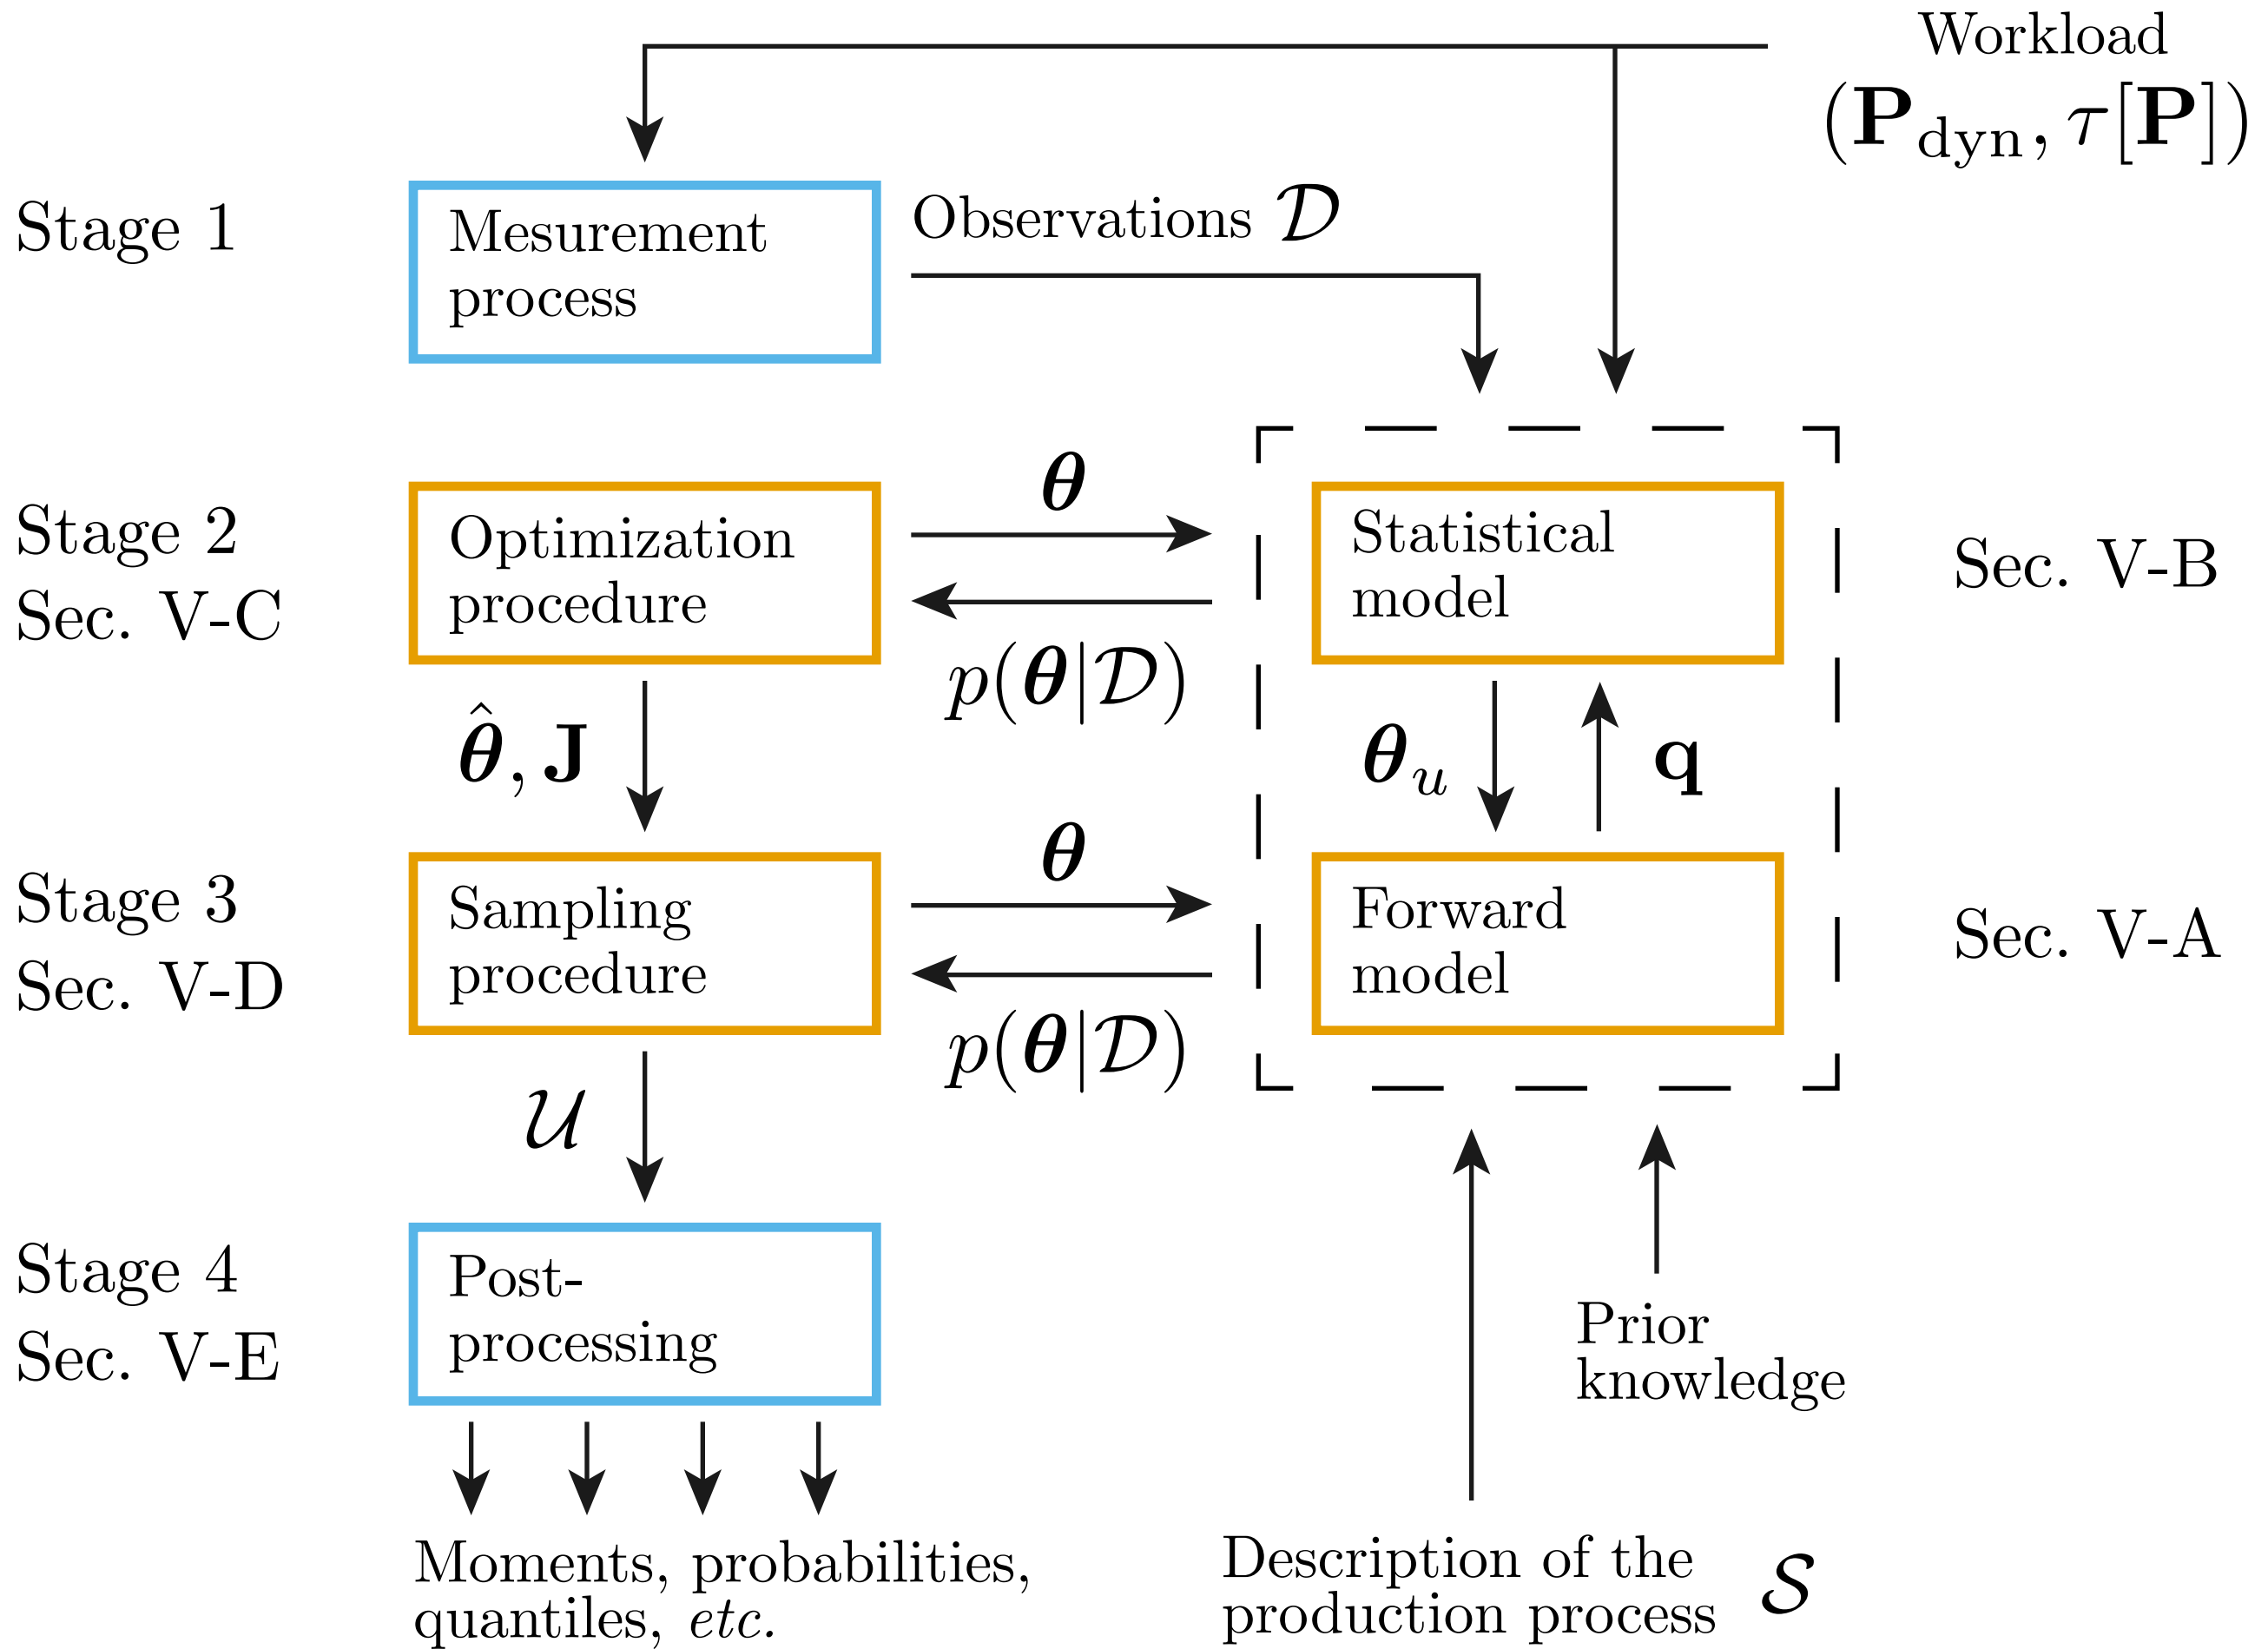 Workload
(P_dyn, τ[P])
Stage 1
Mesurement
process
Observations 𝒟
Stage 2
Sec. V-C
Optimization
procedure
θ
p(θ|𝒟)
Statistical
model
Sec. V-B
θ̂, J
θ_u
q
Stage 3
Sec. V-D
Sampling
procedure
θ
p(θ|𝒟)
Forward
model
Sec. V-A
𝒰
Stage 4
Sec. V-E
Post-
processing
Prior
knowledge
Moments, probabilities,
quantiles, etc.
Description of the
production process 𝒮